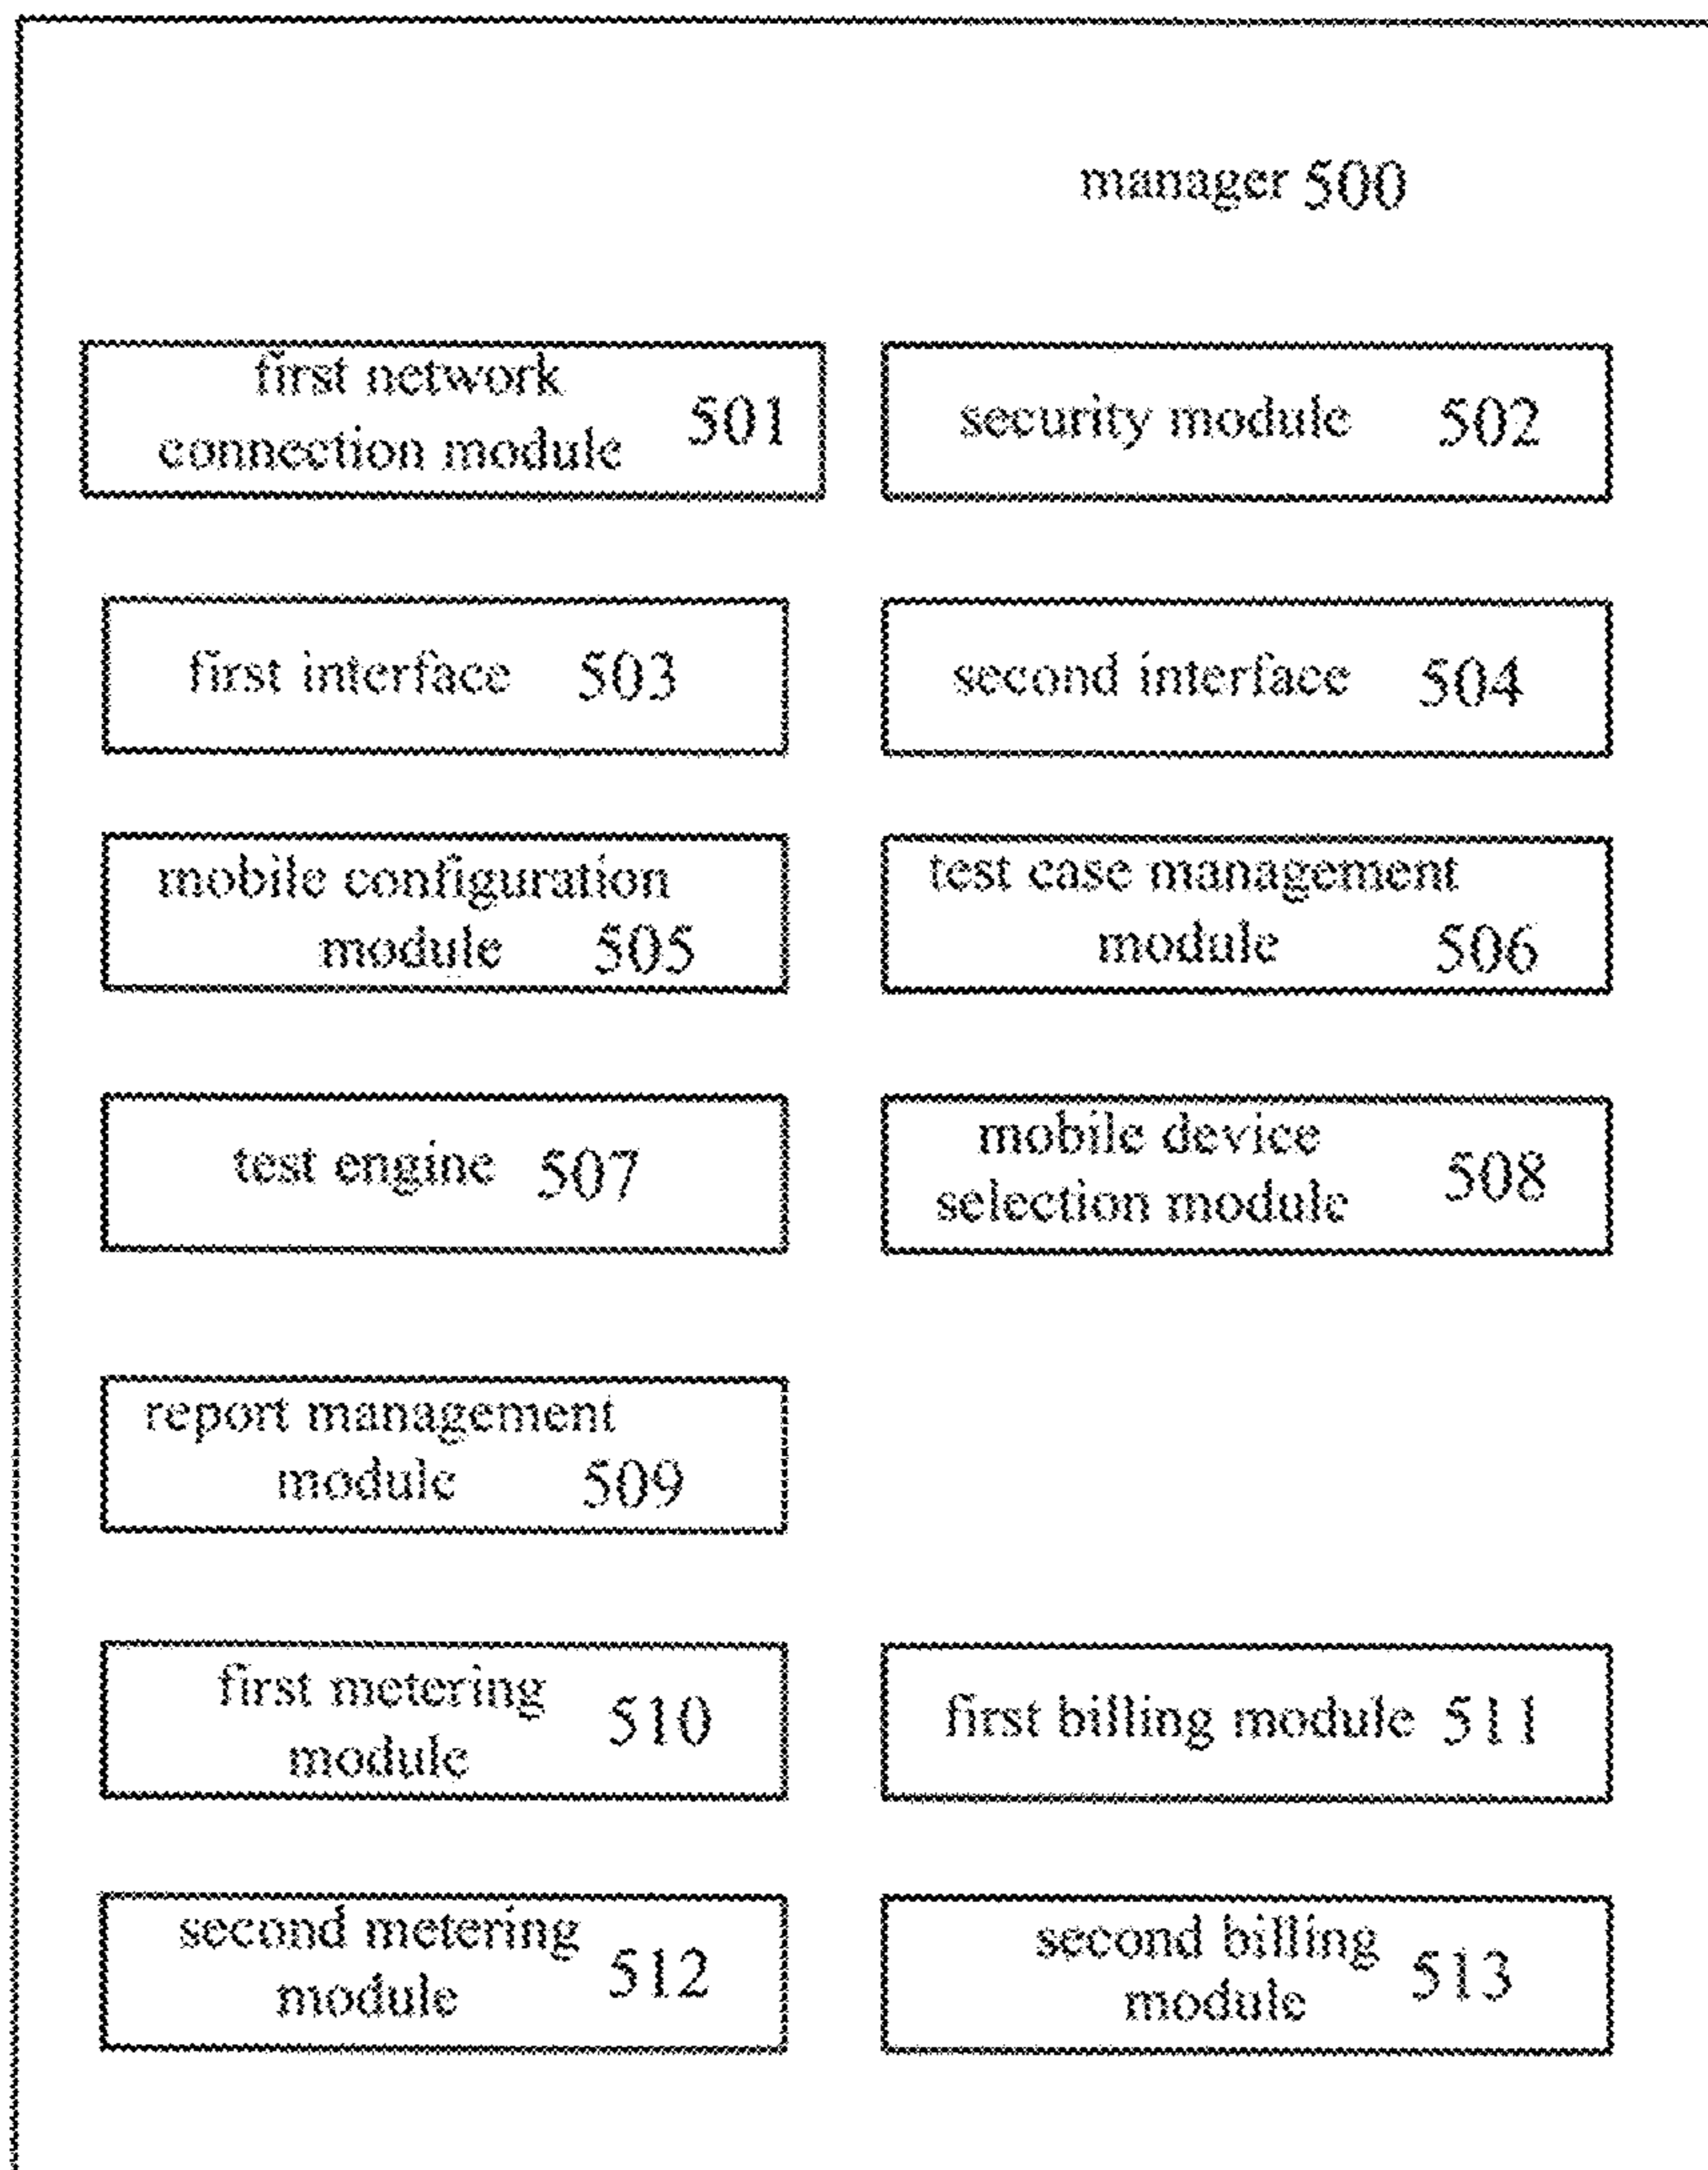 manager 500
first network
connection module 501
security module 502
first interface 503
second interface 504
mobile configuration
module 505
test case management
module 506
test engine 507
mobile device
selection module 508
report management
module 509
first metering
module 510
first billing module 511
second metering
module 512
second billing
module 513